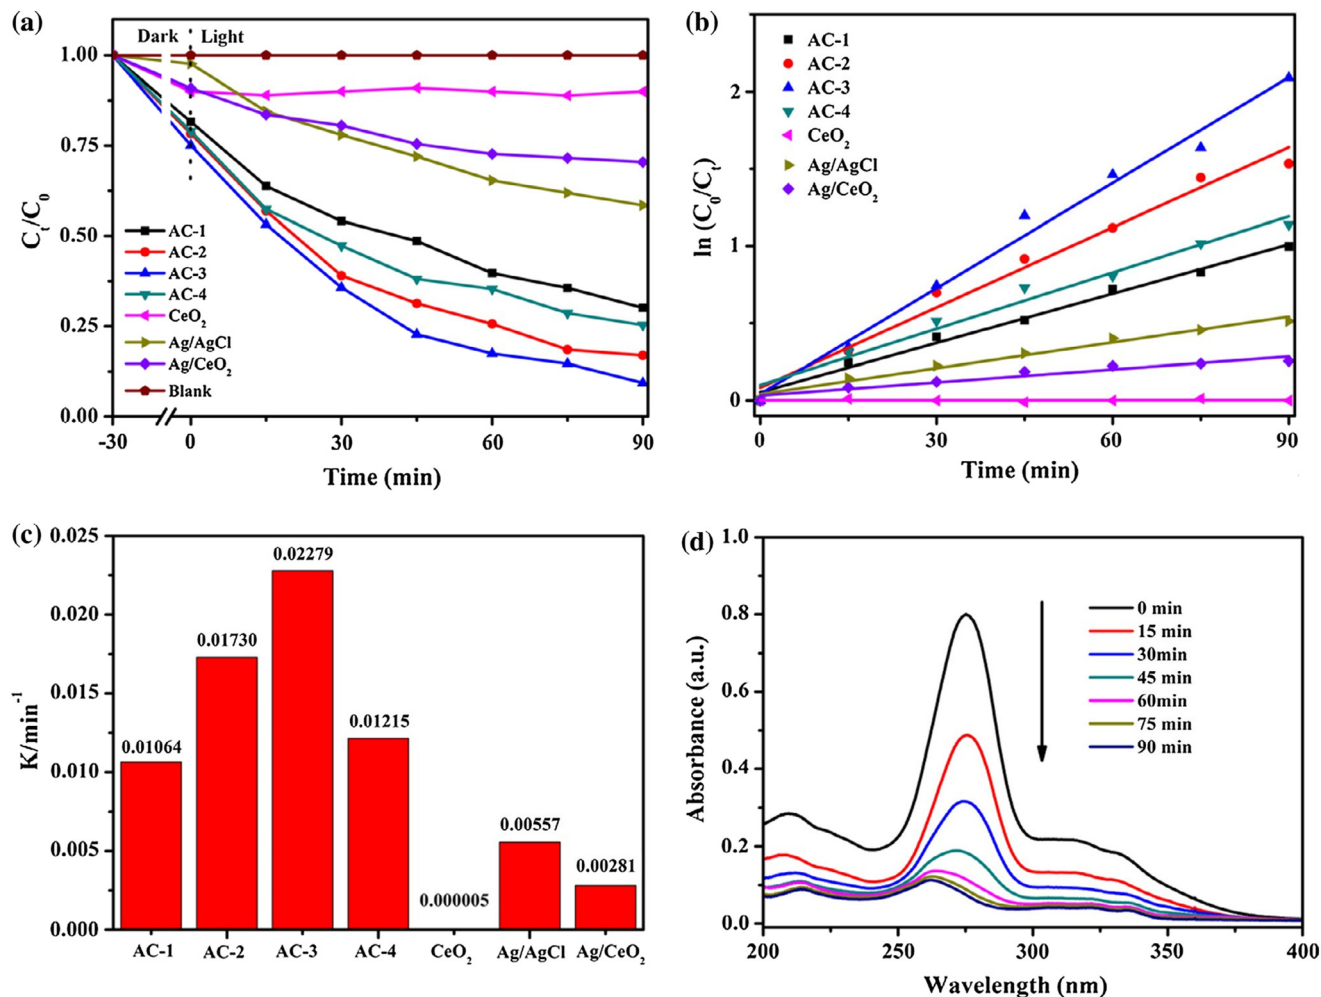 (a)
Dark Light
1.00
0.75
0.50
0.25
0.00
Ct/C0
AC-1
AC-2
AC-3
AC-4
CeO2
Ag/AgCl
Ag/CeO2
Blank
-30 0 30 60 90
Time (min)
(b)
AC-1
AC-2
AC-3
AC-4
CeO2
Ag/AgCl
Ag/CeO2
2
1
0
ln (C0/Ct)
0 30 60 90
Time (min)
(c)
0.025
0.020
0.015
0.010
0.005
0.000
K/min-1
0.01064
0.01730
0.02279
0.01215
0.000005
0.00557
0.00281
AC-1 AC-2 AC-3 AC-4 CeO2 Ag/AgCl Ag/CeO2
(d)
1.0
0.8
0.6
0.4
0.2
0.0
Absorbance (a.u.)
0 min
15 min
30min
45 min
60min
75 min
90 min
200 250 300 350 400
Wavelength (nm)